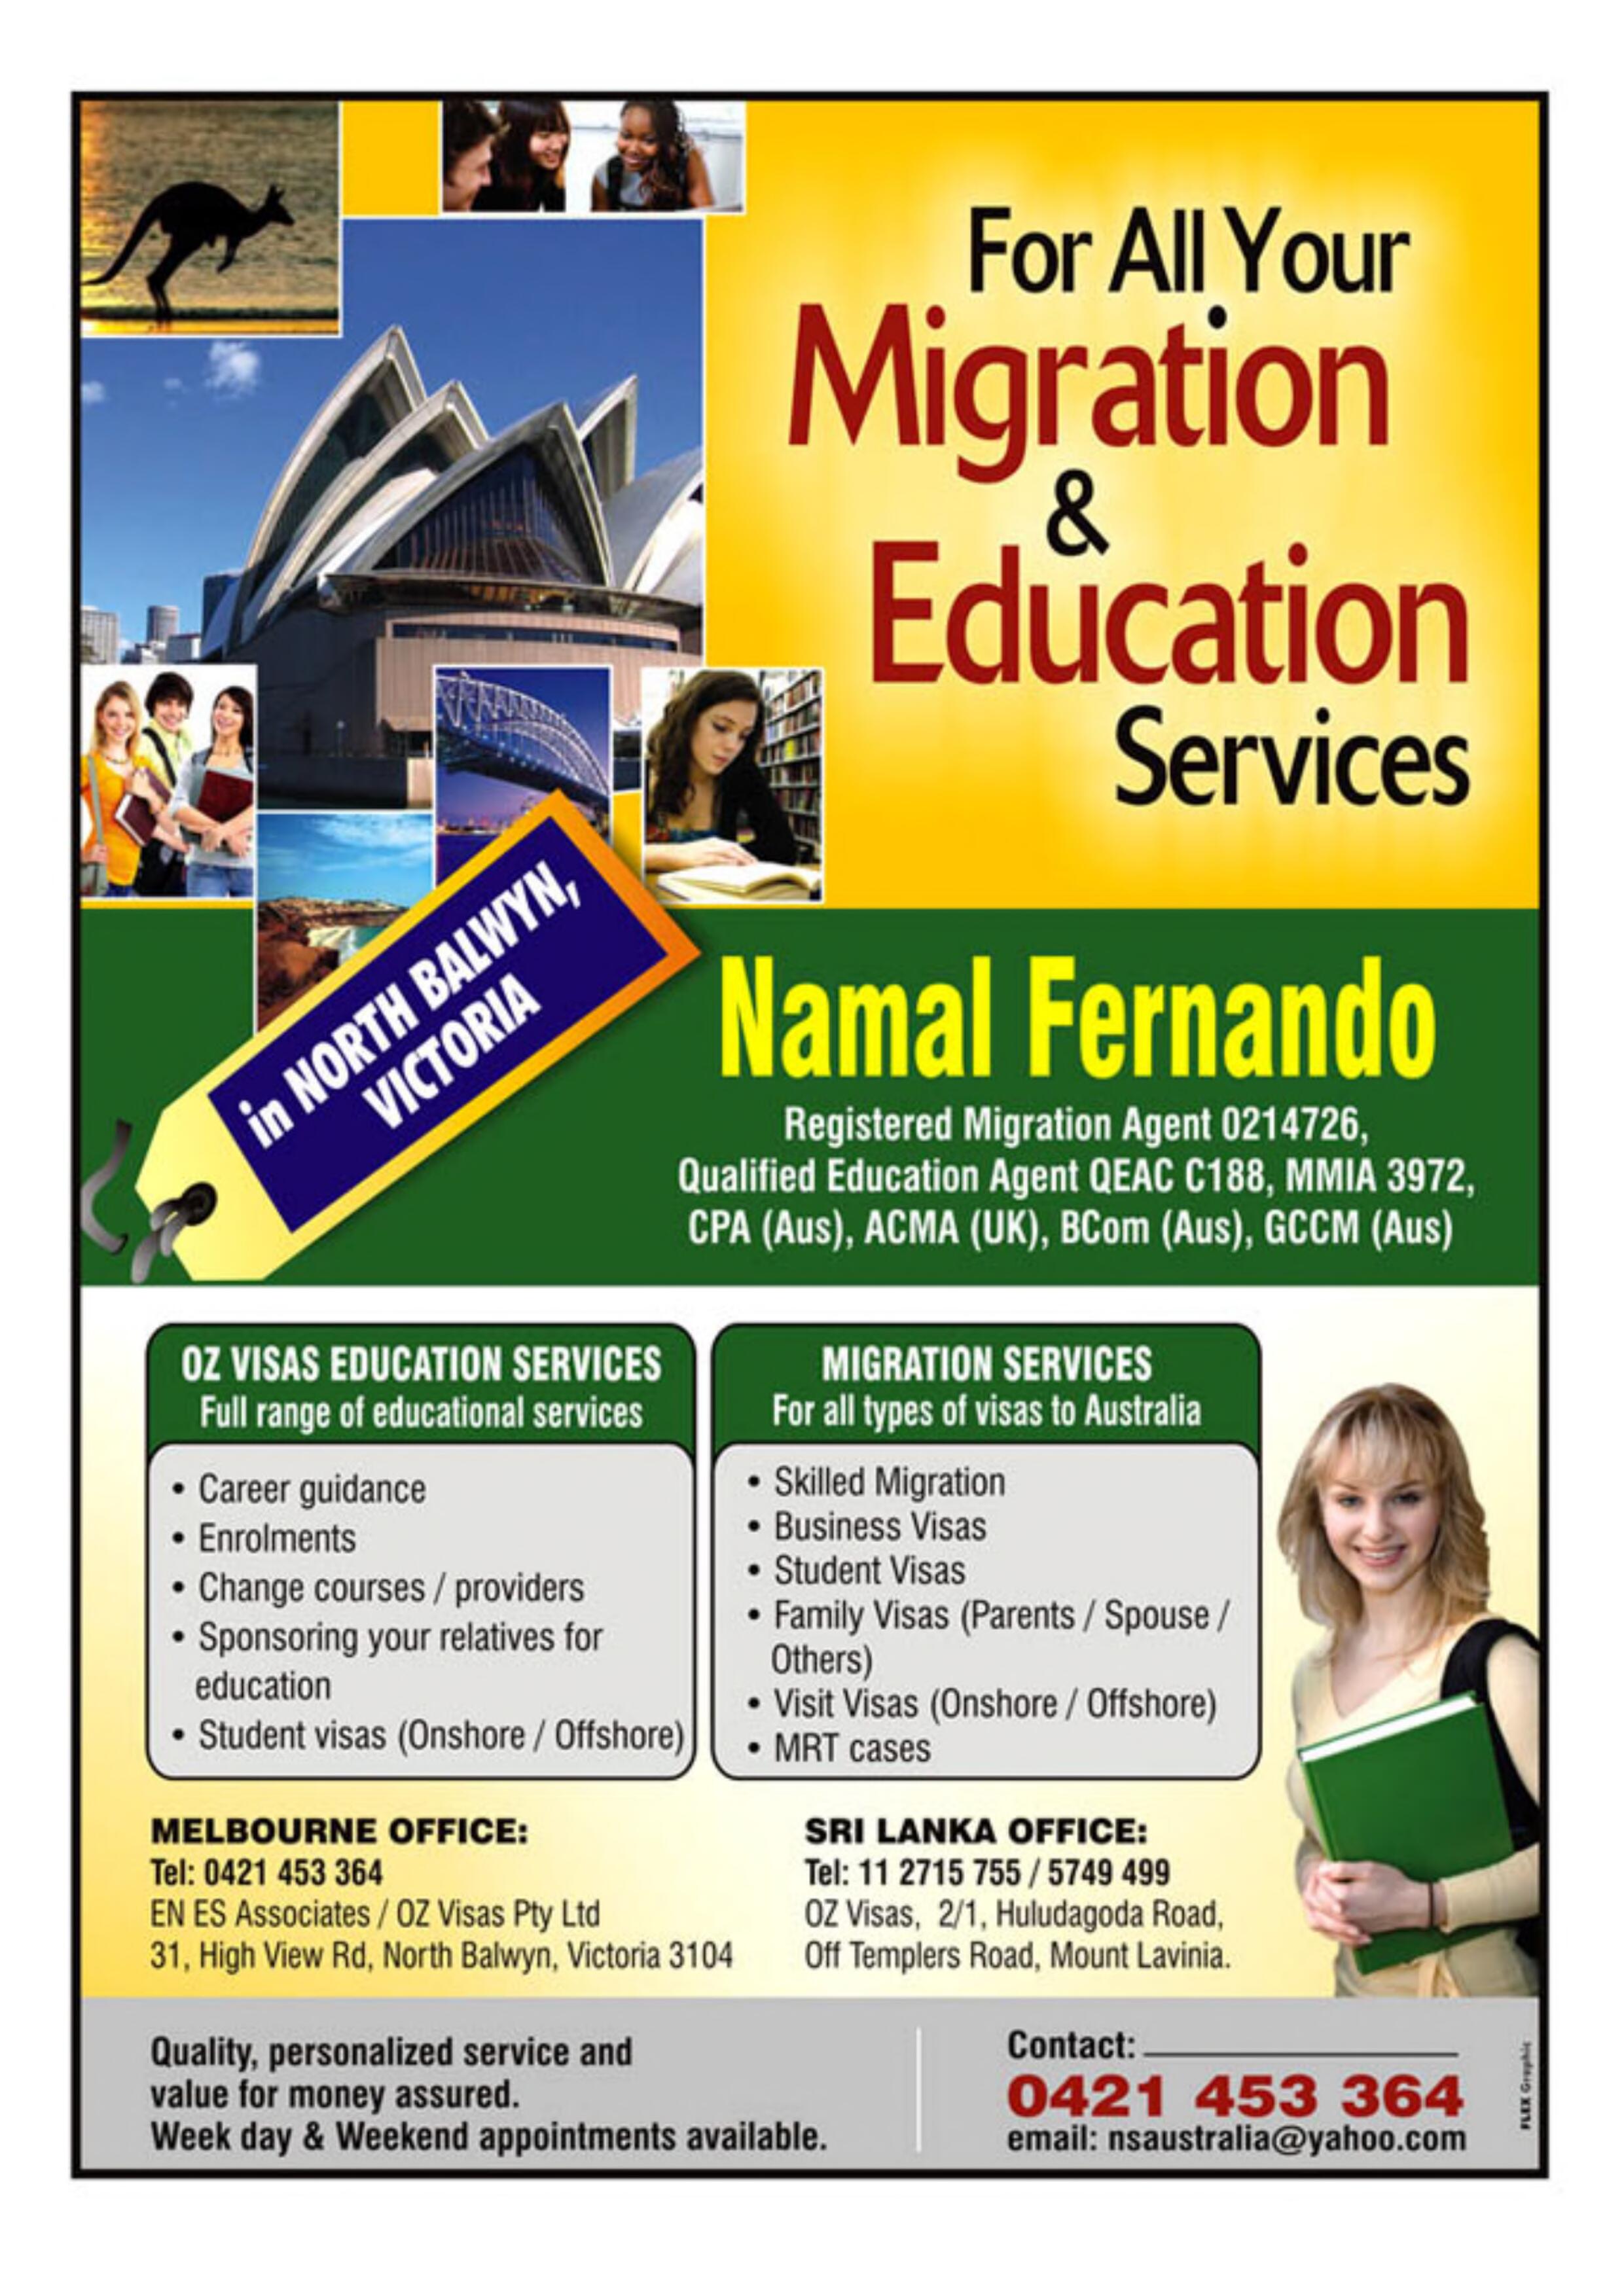 For All Your
Migration
&
Education
Services
in NORTH BALWYN,
VICTORIA
Namal Fernando
Registered Migration Agent 0214726,
Qualified Education Agent QEAC C188, MMIA 3972,
CPA (Aus), ACMA (UK), BCom (Aus), GCCM (Aus)
OZ VISAS EDUCATION SERVICES
Full range of educational services
• Career guidance
• Enrolments
• Change courses / providers
• Sponsoring your relatives for
education
• Student visas (Onshore / Offshore)
MIGRATION SERVICES
For all types of visas to Australia
• Skilled Migration
• Business Visas
• Student Visas
• Family Visas (Parents / Spouse /
Others)
• Visit Visas (Onshore / Offshore)
• MRT cases
MELBOURNE OFFICE:
Tel: 0421 453 364
EN ES Associates / OZ Visas Pty Ltd
31, High View Rd, North Balwyn, Victoria 3104
SRI LANKA OFFICE:
Tel: 11 2715 755 / 5749 499
OZ Visas, 2/1, Huludagoda Road,
Off Templers Road, Mount Lavinia.
Quality, personalized service and
value for money assured.
Week day & Weekend appointments available.
Contact:
0421 453 364
email: nsaustralia@yahoo.com
FLEX Graphic